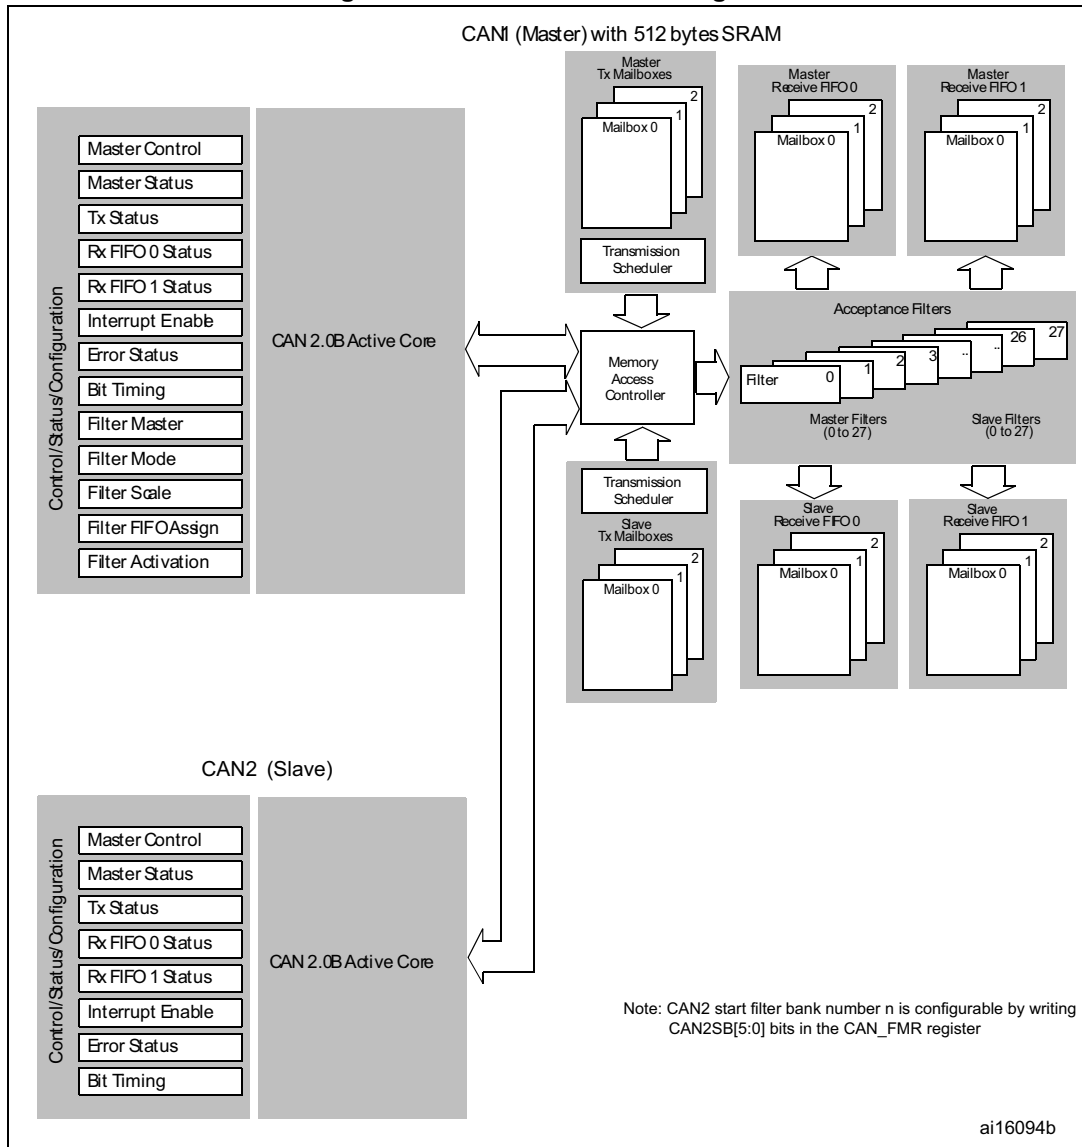 CAN1 (Master) with 512 bytes SRAM
Control/Status/Configuration
Master Control
Master Status
Tx Status
Rx FIFO 0 Status
Rx FIFO 1 Status
Interrupt Enable
Error Status
Bit Timing
Filter Master
Filter Mode
Filter Scale
Filter FIFO Assign
Filter Activation
CAN 2.0B Active Core
Master
Tx Mailboxes
2
1
Mailbox 0
Transmission
Scheduler
Master
Receive FIFO 0
2
1
Mailbox 0
Master
Receive FIFO 1
2
1
Mailbox 0
Memory
Access
Controller
Acceptance Filters
Filter 0 1 2 3 .. .. 26 27
Master Filters
(0 to 27)
Slave Filters
(0 to 27)
Transmission
Scheduler
Slave
Tx Mailboxes
2
1
Mailbox 0
Slave
Receive FIFO 0
2
1
Mailbox 0
Slave
Receive FIFO 1
2
1
Mailbox 0
CAN2 (Slave)
Control/Status/Configuration
Master Control
Master Status
Tx Status
Rx FIFO 0 Status
Rx FIFO 1 Status
Interrupt Enable
Error Status
Bit Timing
CAN 2.0B Active Core
Note: CAN2 start filter bank number n is configurable by writing
CAN2SB[5:0] bits in the CAN_FMR register
ai16094b